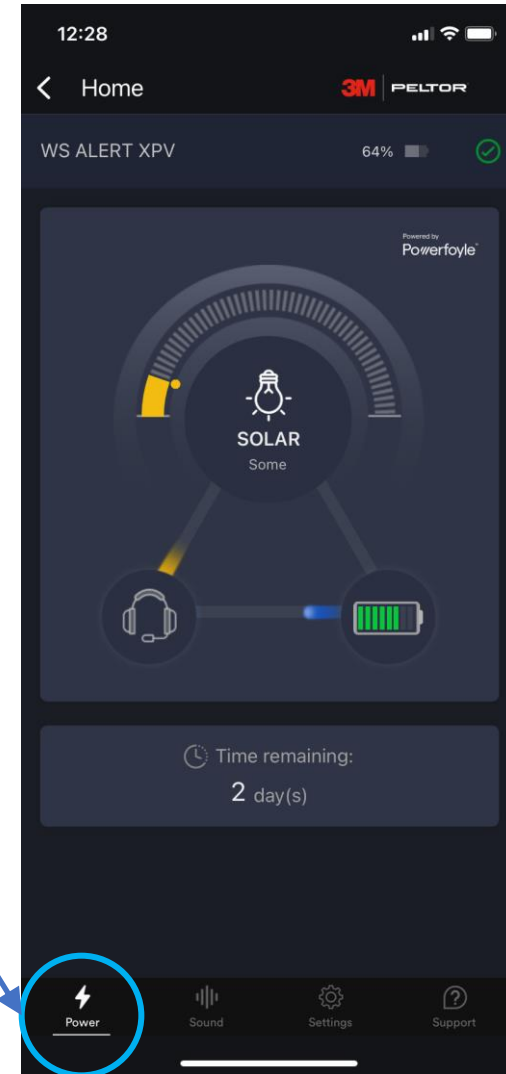 12:28
Home
3M PELTOR
WS ALERT XPV 64%
Powered by
Powerfoyle
SOLAR
Some
Time remaining:
2 day(s)
Power Sound Settings Support